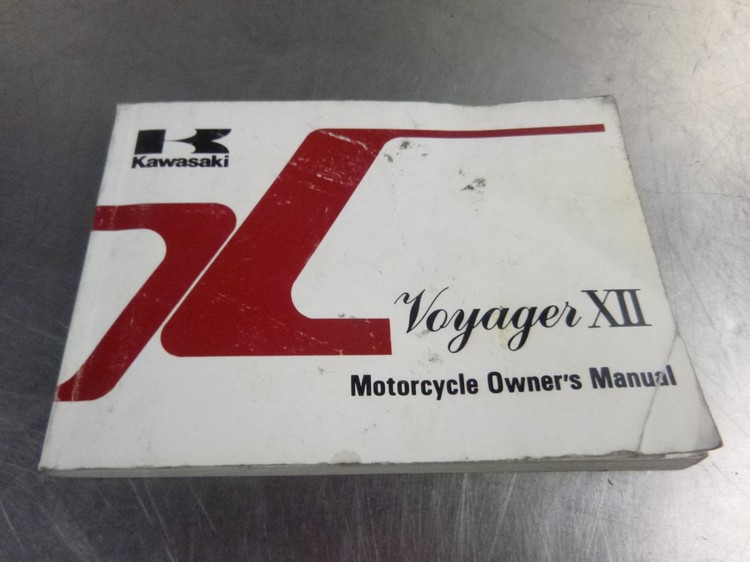 Kawasaki
Voyager XII
Motorcycle Owner's Manual